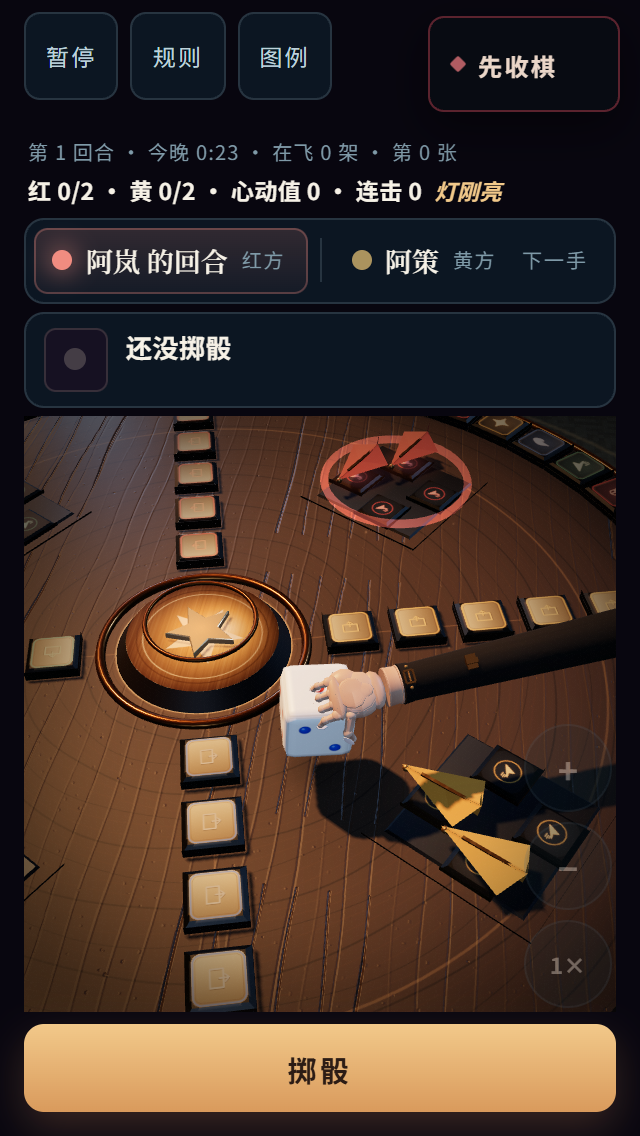 暂停 规则 图例 先收棋
第 1 回合 · 今晚 0:23 · 在飞 0 架 · 第 0 张
红 0/2 · 黄 0/2 · 心动值 0 · 连击 0 灯刚亮
阿岚 的回合 红方 阿策 黄方 下一手
还没掷骰
+
−
1×
掷骰